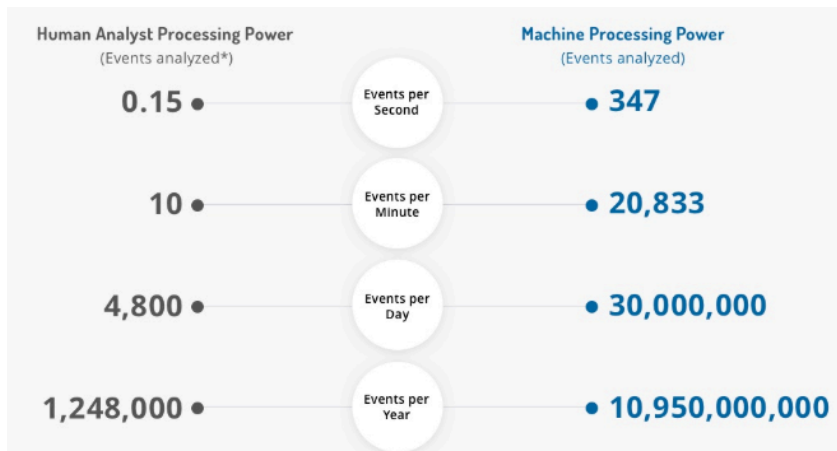 Human Analyst Processing Power
(Events analyzed*)
Machine Processing Power
(Events analyzed)
0.15
Events per
Second
347
10
Events per
Minute
20,833
4,800
Events per
Day
30,000,000
1,248,000
Events per
Year
10,950,000,000